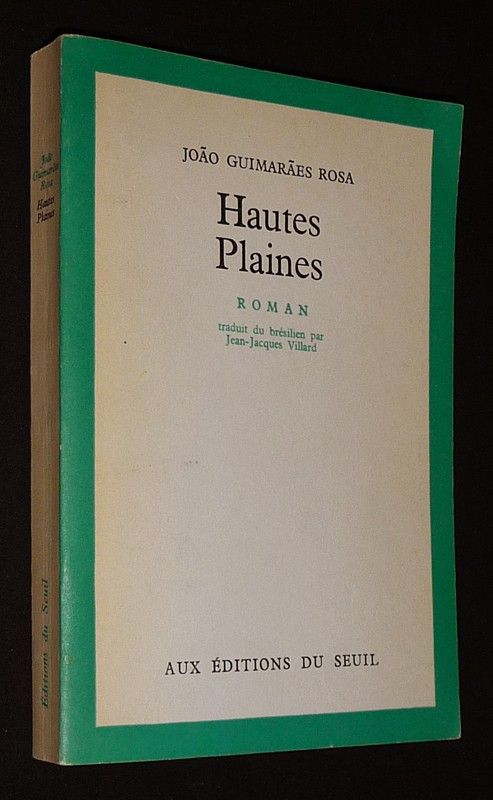 JOÃO GUIMARÃES ROSA
Hautes
Plaines
ROMAN
traduit du brésilien par
Jean-Jacques Villard
AUX ÉDITIONS DU SEUIL
João
Guimarães
Rosa
Hautes
Plaines
Éditions du Seuil